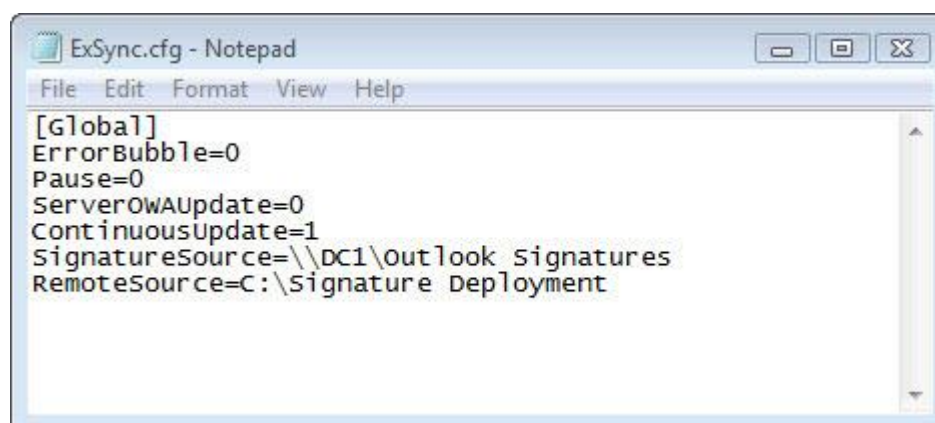 ExSync.cfg - Notepad
File Edit Format View Help
[Global]
ErrorBubble=0
Pause=0
ServerOWAUpdate=0
ContinuousUpdate=1
SignatureSource=\\DC1\Outlook Signatures
RemoteSource=C:\Signature Deployment